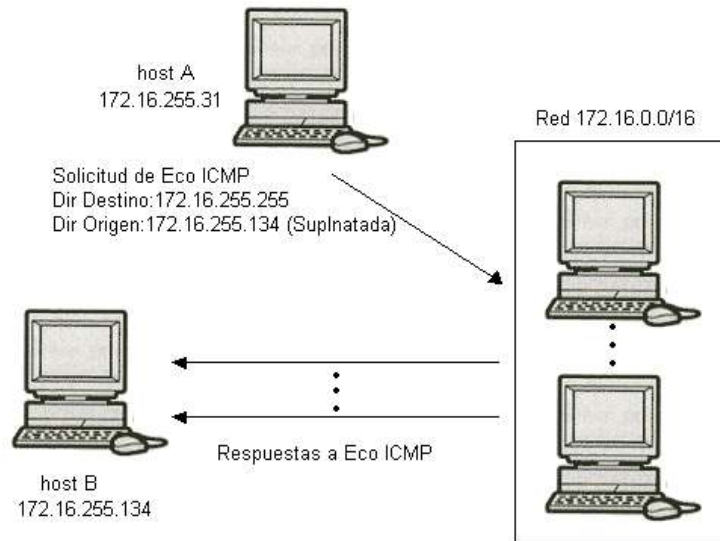 host A
172.16.255.31
Red 172.16.0.0/16
Solicitud de Eco ICMP
Dir Destino:172.16.255.255
Dir Origen:172.16.255.134 (Suplnatada)
Respuestas a Eco ICMP
host B
172.16.255.134